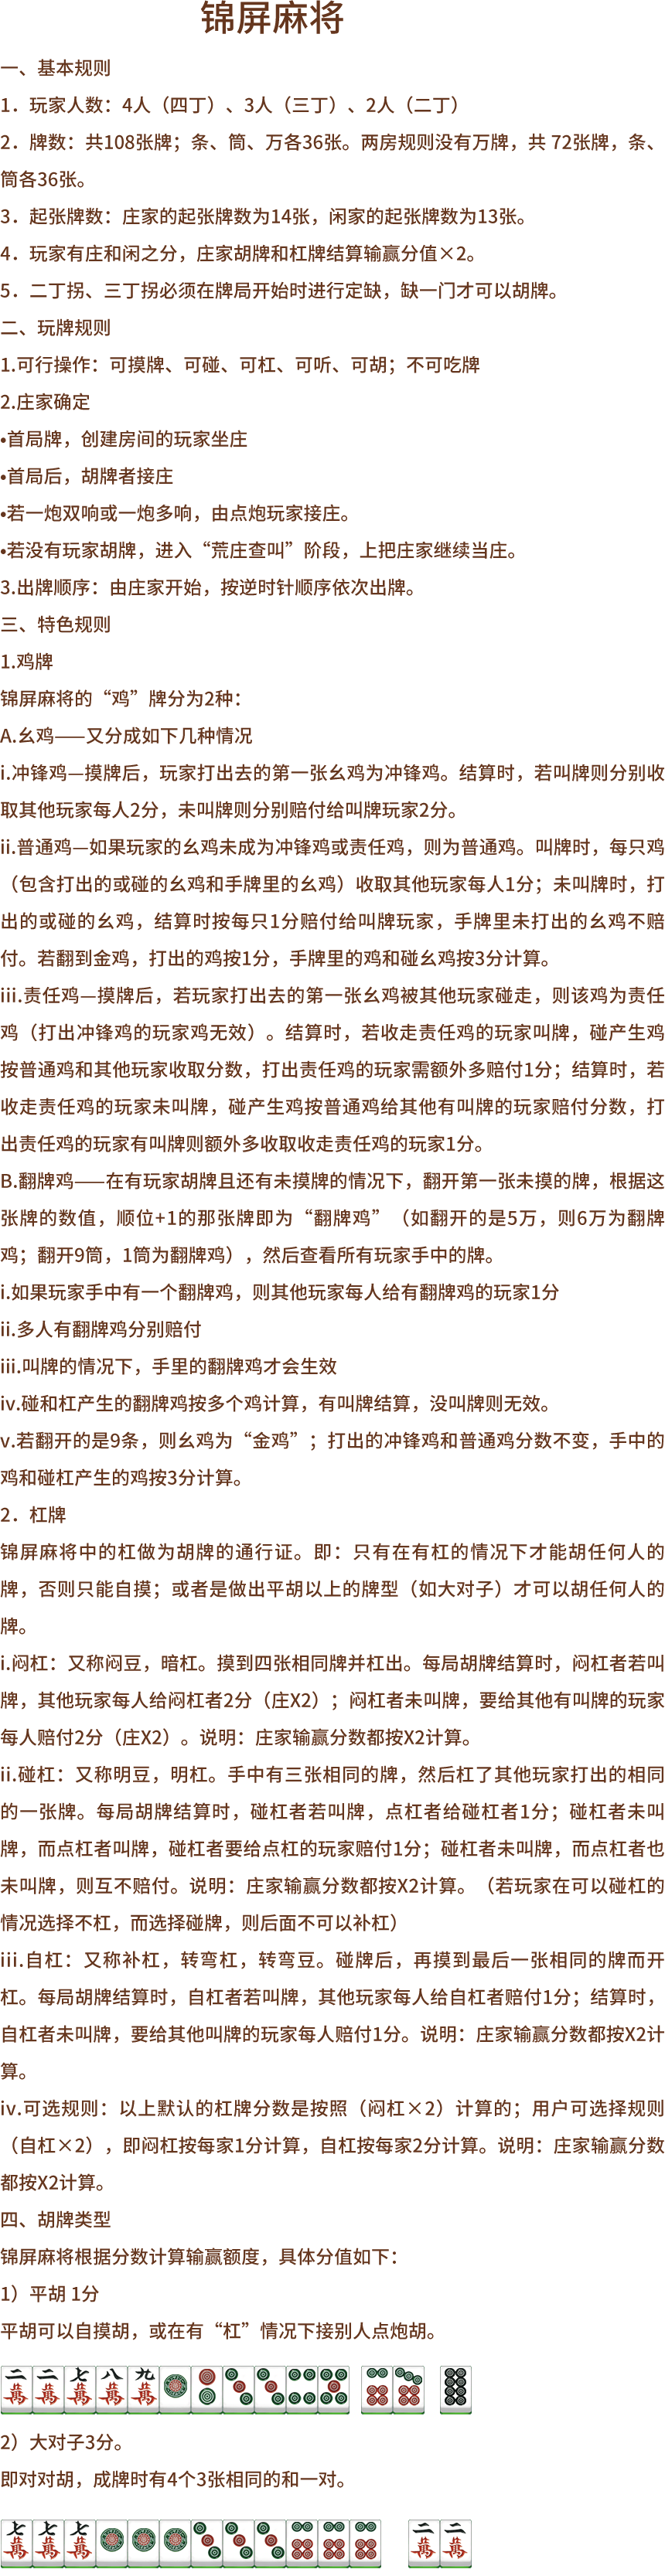 锦屏麻将
一、基本规则
1．玩家人数：4人（四丁）、3人（三丁）、2人（二丁）
2．牌数：共108张牌；条、筒、万各36张。两房规则没有万牌，共 72张牌，条、
筒各36张。
3．起张牌数：庄家的起张牌数为14张，闲家的起张牌数为13张。
4．玩家有庄和闲之分，庄家胡牌和杠牌结算输赢分值×2。
5．二丁拐、三丁拐必须在牌局开始时进行定缺，缺一门才可以胡牌。
二、玩牌规则
1.可行操作：可摸牌、可碰、可杠、可听、可胡；不可吃牌
2.庄家确定
•首局牌，创建房间的玩家坐庄
•首局后，胡牌者接庄
•若一炮双响或一炮多响，由点炮玩家接庄。
•若没有玩家胡牌，进入“荒庄查叫”阶段，上把庄家继续当庄。
3.出牌顺序：由庄家开始，按逆时针顺序依次出牌。
三、特色规则
1.鸡牌
锦屏麻将的“鸡”牌分为2种：
A.幺鸡——又分成如下几种情况
i.冲锋鸡—摸牌后，玩家打出去的第一张幺鸡为冲锋鸡。结算时，若叫牌则分别收
取其他玩家每人2分，未叫牌则分别赔付给叫牌玩家2分。
ii.普通鸡—如果玩家的幺鸡未成为冲锋鸡或责任鸡，则为普通鸡。叫牌时，每只鸡
（包含打出的或碰的幺鸡和手牌里的幺鸡）收取其他玩家每人1分；未叫牌时，打
出的或碰的幺鸡，结算时按每只1分赔付给叫牌玩家，手牌里未打出的幺鸡不赔
付。若翻到金鸡，打出的鸡按1分，手牌里的鸡和碰幺鸡按3分计算。
iii.责任鸡—摸牌后，若玩家打出去的第一张幺鸡被其他玩家碰走，则该鸡为责任
鸡（打出冲锋鸡的玩家鸡无效）。结算时，若收走责任鸡的玩家叫牌，碰产生鸡
按普通鸡和其他玩家收取分数，打出责任鸡的玩家需额外多赔付1分；结算时，若
收走责任鸡的玩家未叫牌，碰产生鸡按普通鸡给其他有叫牌的玩家赔付分数，打
出责任鸡的玩家有叫牌则额外多收取收走责任鸡的玩家1分。
B.翻牌鸡——在有玩家胡牌且还有未摸牌的情况下，翻开第一张未摸的牌，根据这
张牌的数值，顺位+1的那张牌即为“翻牌鸡”（如翻开的是5万，则6万为翻牌
鸡；翻开9筒，1筒为翻牌鸡），然后查看所有玩家手中的牌。
i.如果玩家手中有一个翻牌鸡，则其他玩家每人给有翻牌鸡的玩家1分
ii.多人有翻牌鸡分别赔付
iii.叫牌的情况下，手里的翻牌鸡才会生效
iv.碰和杠产生的翻牌鸡按多个鸡计算，有叫牌结算，没叫牌则无效。
v.若翻开的是9条，则幺鸡为“金鸡”；打出的冲锋鸡和普通鸡分数不变，手中的
鸡和碰杠产生的鸡按3分计算。
2．杠牌
锦屏麻将中的杠做为胡牌的通行证。即：只有在有杠的情况下才能胡任何人的
牌，否则只能自摸；或者是做出平胡以上的牌型（如大对子）才可以胡任何人的
牌。
i.闷杠：又称闷豆，暗杠。摸到四张相同牌并杠出。每局胡牌结算时，闷杠者若叫
牌，其他玩家每人给闷杠者2分（庄X2）；闷杠者未叫牌，要给其他有叫牌的玩家
每人赔付2分（庄X2）。说明：庄家输赢分数都按X2计算。
ii.碰杠：又称明豆，明杠。手中有三张相同的牌，然后杠了其他玩家打出的相同
的一张牌。每局胡牌结算时，碰杠者若叫牌，点杠者给碰杠者1分；碰杠者未叫
牌，而点杠者叫牌，碰杠者要给点杠的玩家赔付1分；碰杠者未叫牌，而点杠者也
未叫牌，则互不赔付。说明：庄家输赢分数都按X2计算。（若玩家在可以碰杠的
情况选择不杠，而选择碰牌，则后面不可以补杠）
iii.自杠：又称补杠，转弯杠，转弯豆。碰牌后，再摸到最后一张相同的牌而开
杠。每局胡牌结算时，自杠者若叫牌，其他玩家每人给自杠者赔付1分；结算时，
自杠者未叫牌，要给其他叫牌的玩家每人赔付1分。说明：庄家输赢分数都按X2计
算。
iv.可选规则：以上默认的杠牌分数是按照（闷杠×2）计算的；用户可选择规则
（自杠×2），即闷杠按每家1分计算，自杠按每家2分计算。说明：庄家输赢分数
都按X2计算。
四、胡牌类型
锦屏麻将根据分数计算输赢额度，具体分值如下：
1）平胡 1分
平胡可以自摸胡，或在有“杠”情况下接别人点炮胡。
二萬 二萬 七萬 八萬 九萬
2）大对子3分。
即对对胡，成牌时有4个3张相同的和一对。
七萬 七萬 七萬 二萬 二萬